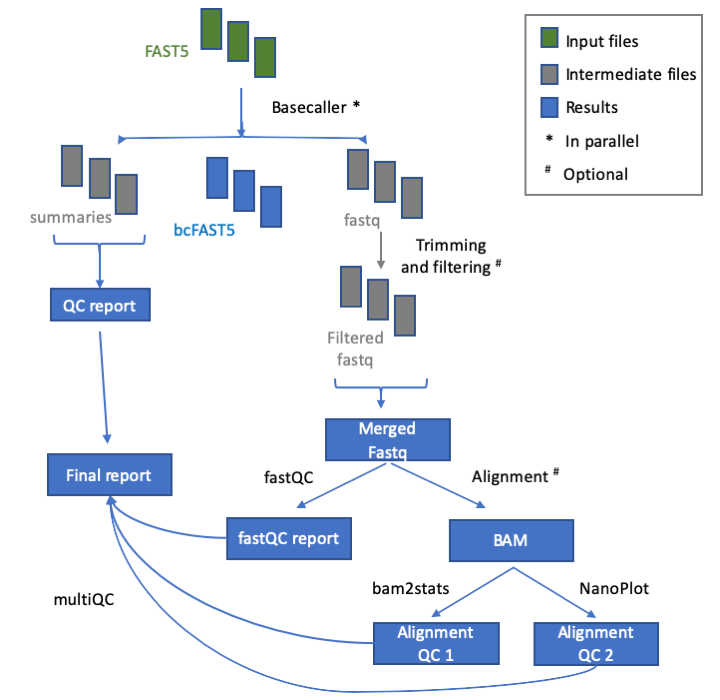 FAST5
Basecaller *
Input files
Intermediate files
Results
* In parallel
# Optional
summaries
bcFAST5
fastq
Trimming
and filtering #
QC report
Filtered
fastq
Merged
Fastq
Final report
fastQC
Alignment #
fastQC report
BAM
multiQC
bam2stats
NanoPlot
Alignment
QC 1
Alignment
QC 2